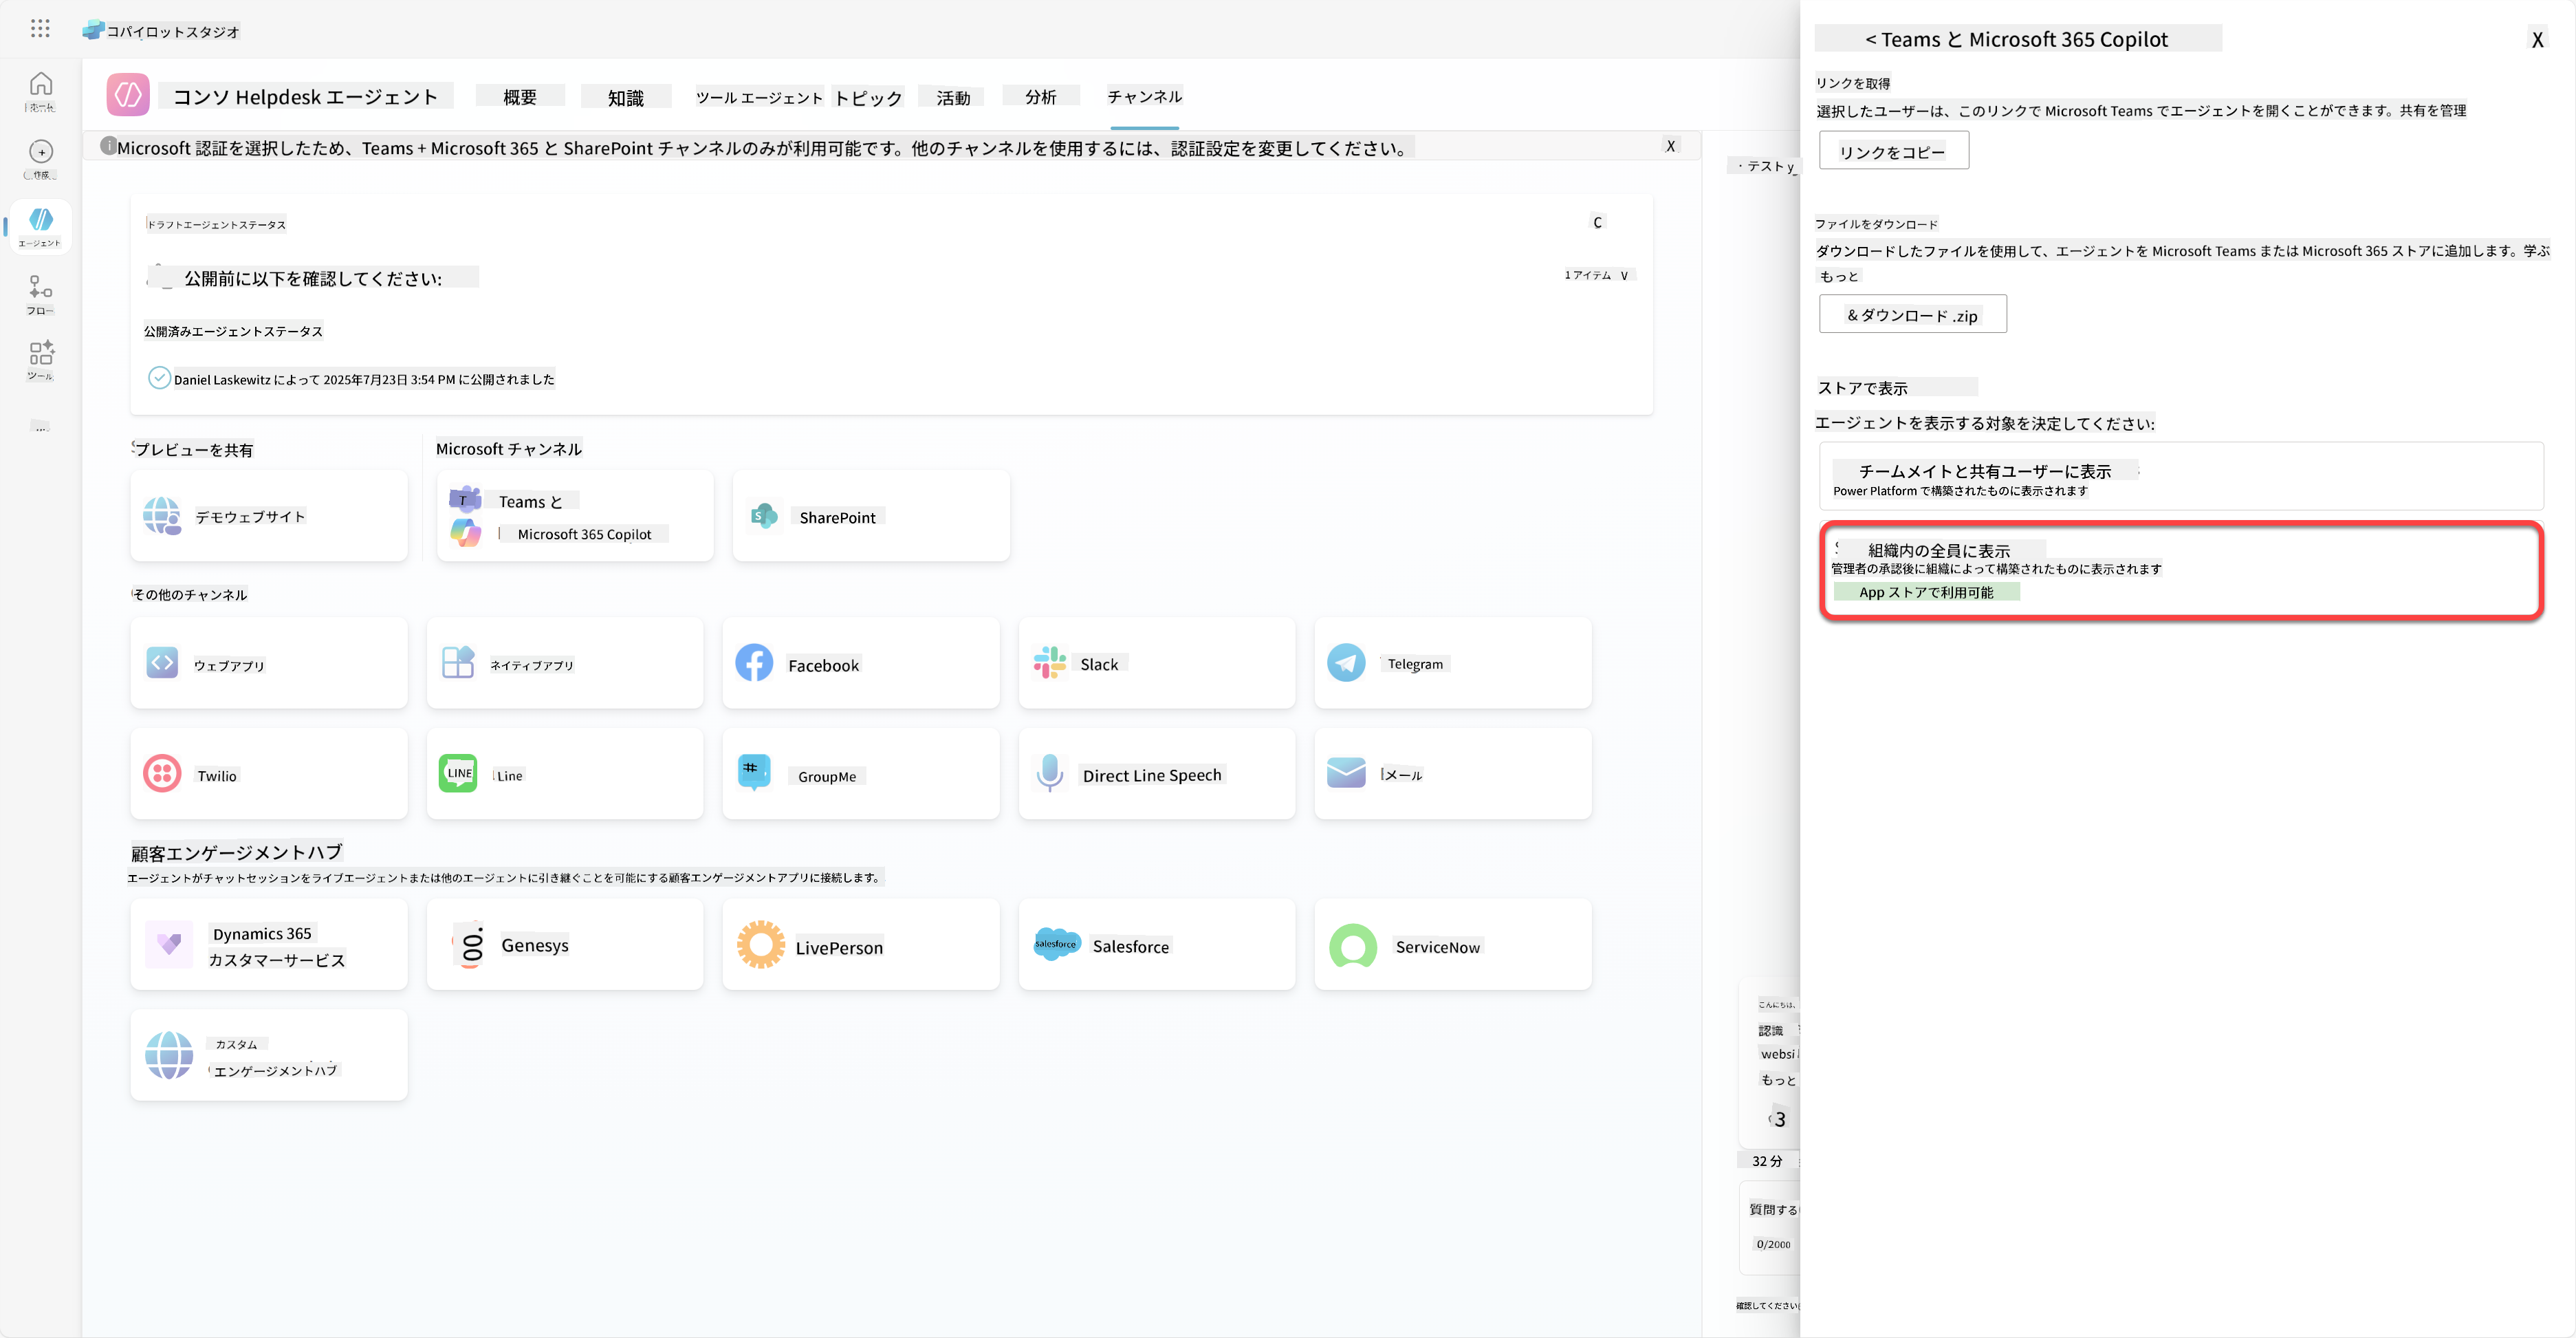 コパイロットスタジオ
ホーム
作成
エージェント
フロー
ツール
...
コンソ Helpdesk エージェント
概要
知識
ツール エージェント
トピック
活動
分析
チャンネル
Microsoft 認証を選択したため、Teams + Microsoft 365 と SharePoint チャンネルのみが利用可能です。他のチャンネルを使用するには、認証設定を変更してください。
X
ドラフトエージェントステータス
C
公開前に以下を確認してください:
1 アイテム V
公開済みエージェントステータス
Daniel Laskewitz によって 2025年7月23日 3:54 PM に公開されました
プレビューを共有
Microsoft チャンネル
デモウェブサイト
Teams と
Microsoft 365 Copilot
SharePoint
その他のチャンネル
ウェブアプリ
ネイティブアプリ
Facebook
Slack
Telegram
Twilio
LINE
Line
GroupMe
Direct Line Speech
メール
顧客エンゲージメントハブ
エージェントがチャットセッションをライブエージェントまたは他のエージェントに引き継ぐことを可能にする顧客エンゲージメントアプリに接続します。
Dynamics 365
カスタマーサービス
Genesys
LivePerson
salesforce
Salesforce
ServiceNow
カスタム
エンゲージメントハブ
・テスト y
こんにちは、
認識
websi
もっと
3
32 分
質問する
0/2000
確認してください
< Teams と Microsoft 365 Copilot
X
リンクを取得
選択したユーザーは、このリンクで Microsoft Teams でエージェントを開くことができます。共有を管理
リンクをコピー
ファイルをダウンロード
ダウンロードしたファイルを使用して、エージェントを Microsoft Teams または Microsoft 365 ストアに追加します。学ぶ
もっと
& ダウンロード .zip
ストアで表示
エージェントを表示する対象を決定してください:
チームメイトと共有ユーザーに表示
Power Platform で構築されたものに表示されます
組織内の全員に表示
管理者の承認後に組織によって構築されたものに表示されます
App ストアで利用可能